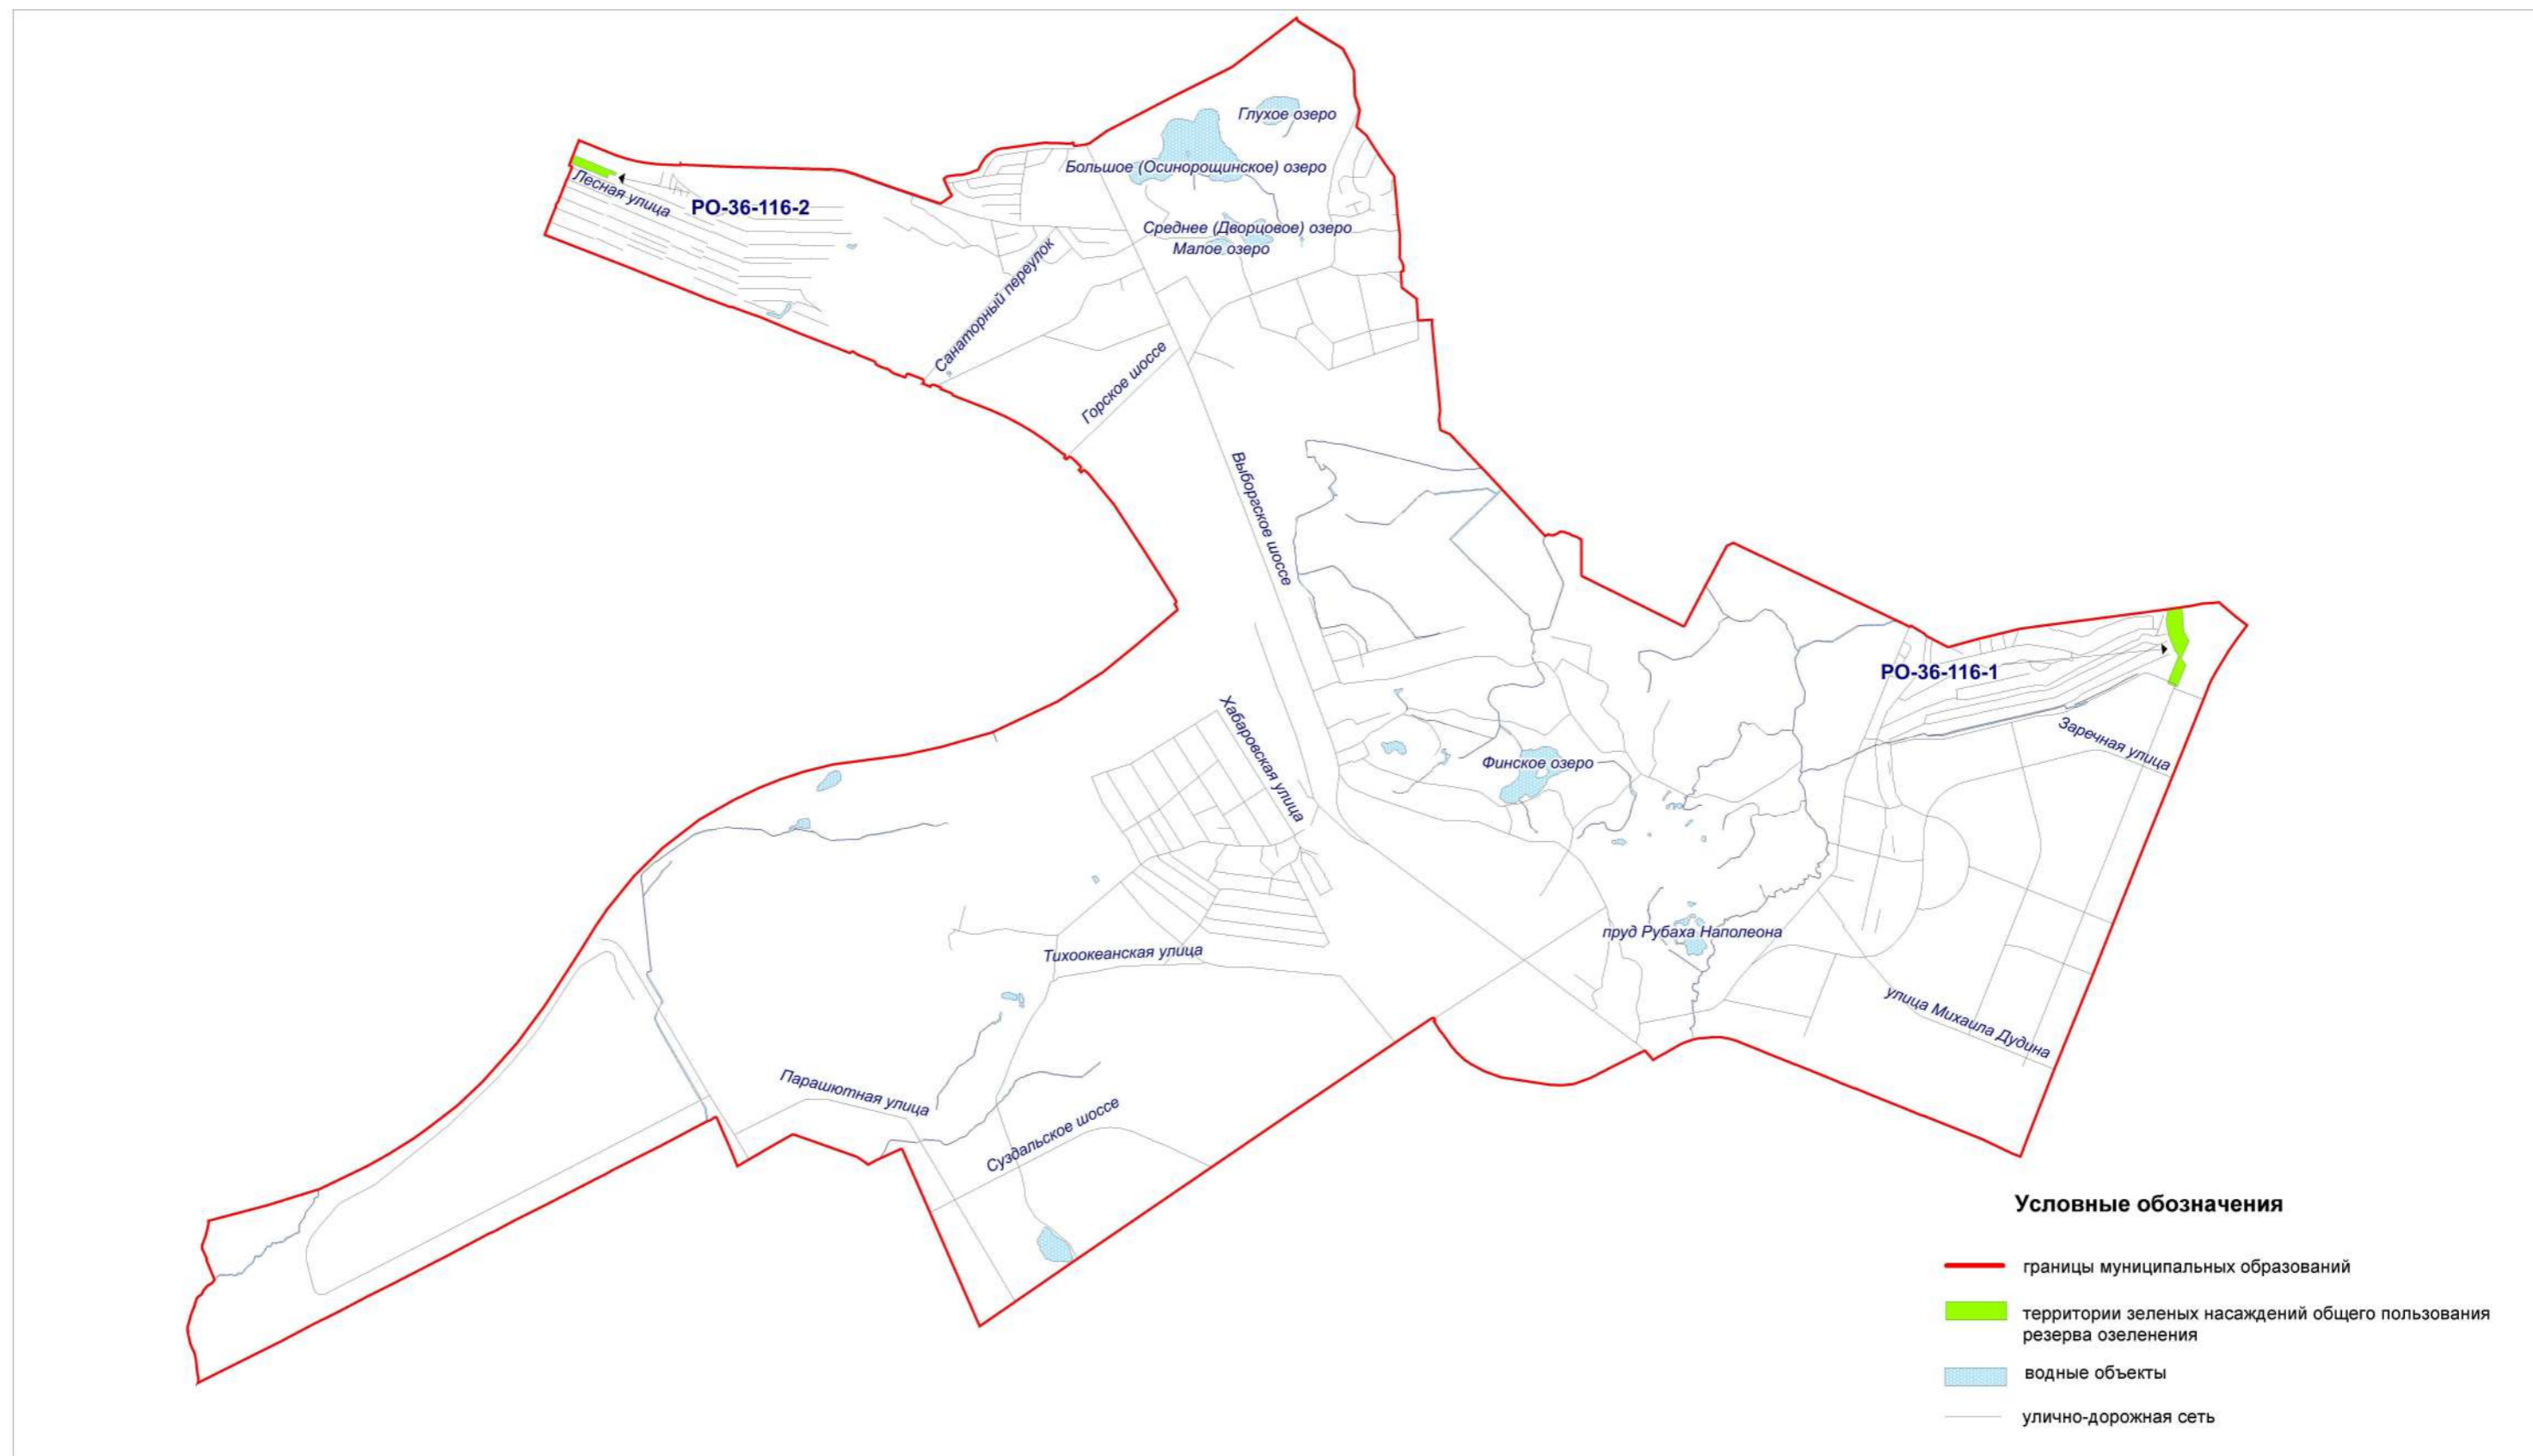 Глухое озеро
Большое (Осинорощинское) озеро
Лесная улица
РО-36-116-2
Среднее (Дворцовое) озеро
Малое озеро
Санаторный переулок
Горское шоссе
Выборгское шоссе
РО-36-116-1
Заречная улица
Хабаровская улица
Финское озеро
пруд Рубаха Наполеона
Тихоокеанская улица
улица Михаила Дудина
Парашютная улица
Суздальское шоссе
Условные обозначения
границы муниципальных образований
территории зеленых насаждений общего пользования
резерва озеленения
водные объекты
улично-дорожная сеть